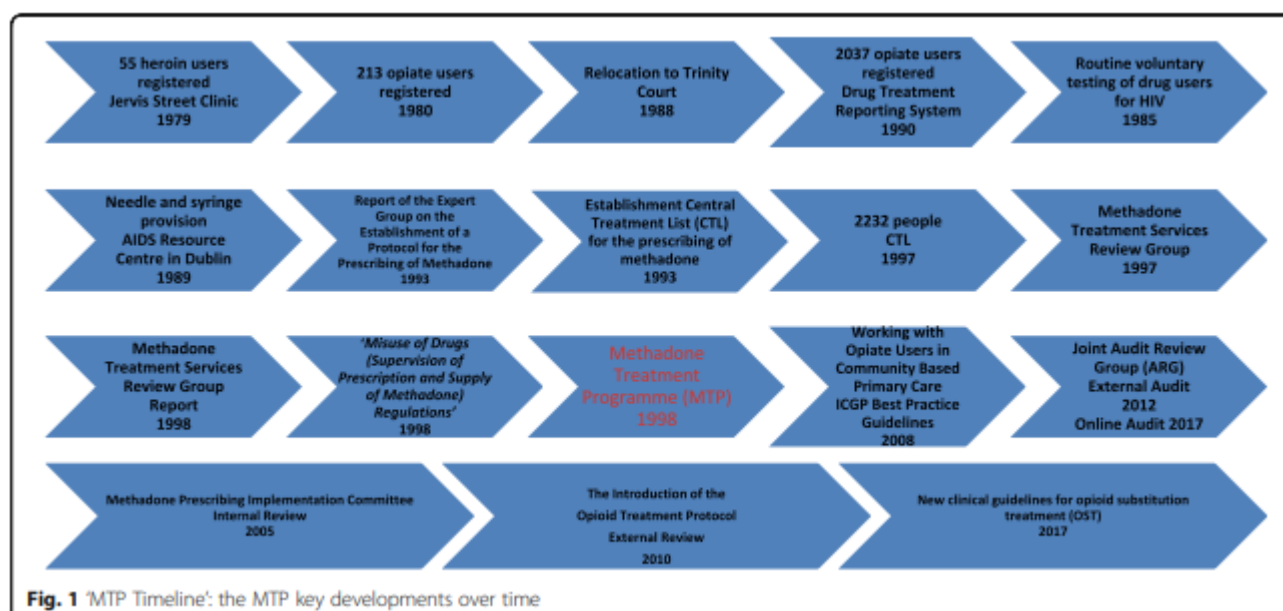 55 heroin users
registered
Jervis Street Clinic
1979
213 opiate users
registered
1980
Relocation to Trinity
Court
1988
2037 opiate users
registered
Drug Treatment
Reporting System
1990
Routine voluntary
testing of drug users
for HIV
1985
Needle and syringe
provision
AIDS Resource
Centre in Dublin
1989
Report of the Expert
Group on the
Establishment of a
Protocol for the
Prescribing of Methadone
1993
Establishment Central
Treatment List (CTL)
for the prescribing of
methadone
1993
2232 people
CTL
1997
Methadone
Treatment Services
Review Group
1997
Methadone
Treatment Services
Review Group
Report
1998
'Misuse of Drugs
(Supervision of
Prescription and Supply
of Methadone)
Regulations'
1998
Methadone
Treatment
Programme (MTP)
1998
Working with
Opiate Users in
Community Based
Primary Care
ICGP Best Practice
Guidelines
2008
Joint Audit Review
Group (ARG)
External Audit
2012
Online Audit 2017
Methadone Prescribing Implementation Committee
Internal Review
2005
The Introduction of the
Opioid Treatment Protocol
External Review
2010
New clinical guidelines for opioid substitution
treatment (OST)
2017
Fig. 1 'MTP Timeline': the MTP key developments over time